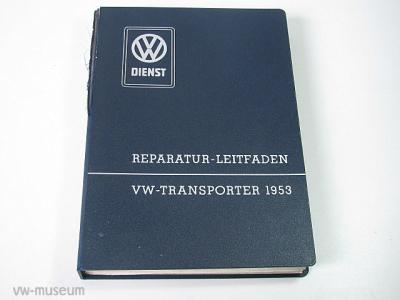 VW
DIENST
REPARATUR-LEITFADEN
VW-TRANSPORTER 1953
vw-museum